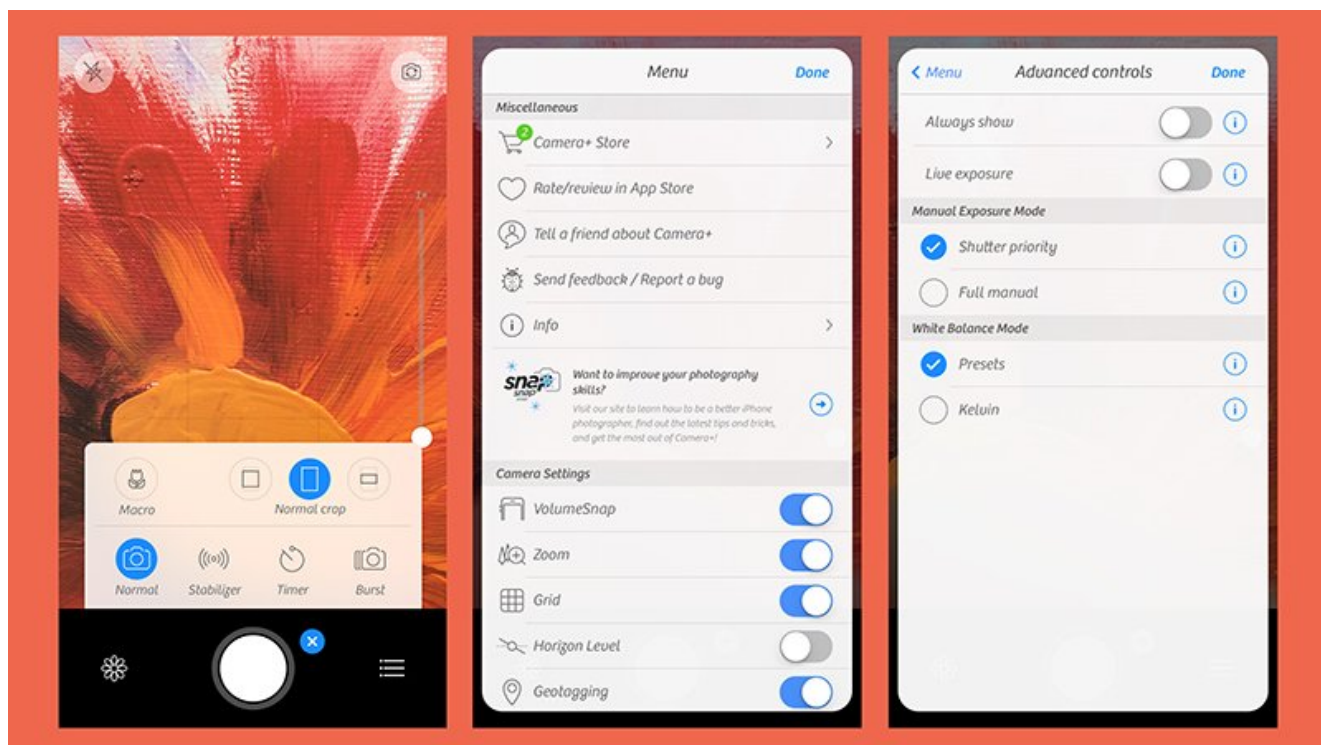 1x
Macro
Normal crop
Normal
Stabilizer
Timer
Burst
Menu
Done
Miscellaneous
2
Camera+ Store
Rate/review in App Store
Tell a friend about Camera+
Send feedback / Report a bug
Info
snap
snap
Want to improve your photography
skills?
Visit our site to learn how to be a better iPhone
photographer, find out the latest tips and tricks,
and get the most out of Camera+!
Camera Settings
VolumeSnap
Zoom
Grid
Horizon Level
Geotagging
Menu
Advanced controls
Done
Always show
Live exposure
Manual Exposure Mode
Shutter priority
Full manual
White Balance Mode
Presets
Kelvin